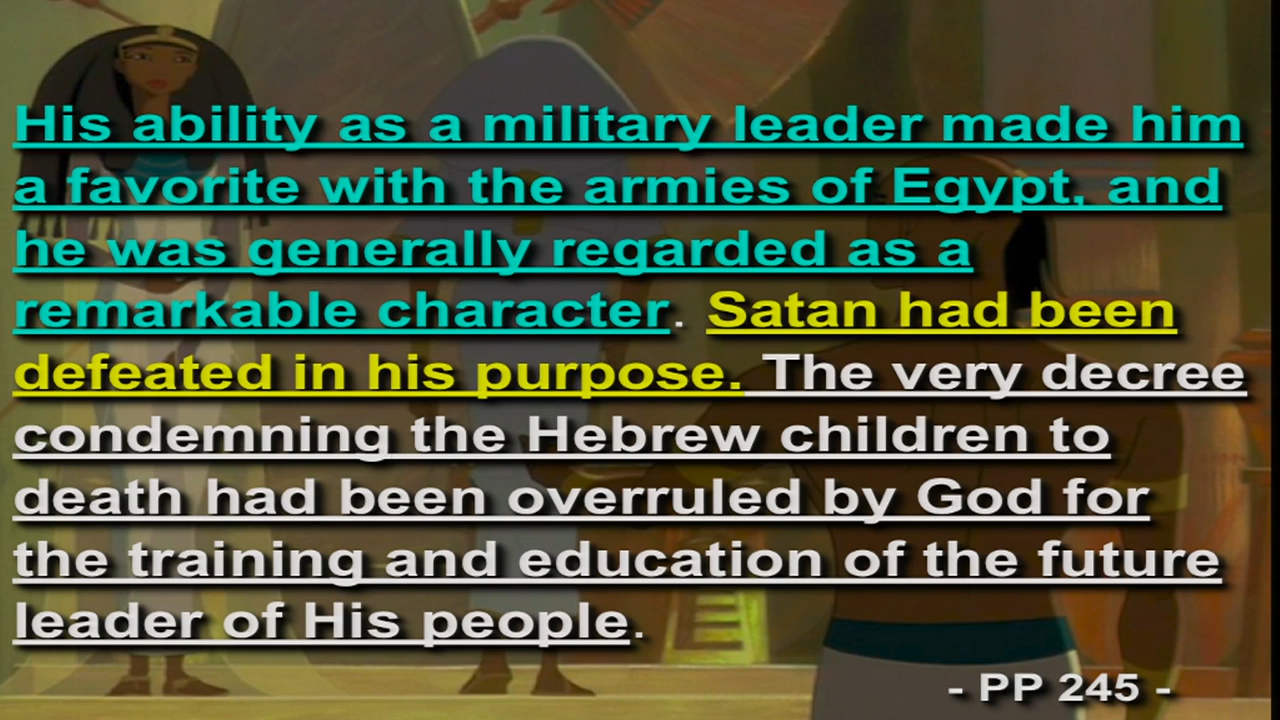 His ability as a military leader made him
a favorite with the armies of Egypt, and
he was generally regarded as a
remarkable character. Satan had been
defeated in his purpose. The very decree
condemning the Hebrew children to
death had been overruled by God for
the training and education of the future
leader of His people.
- PP 245 -